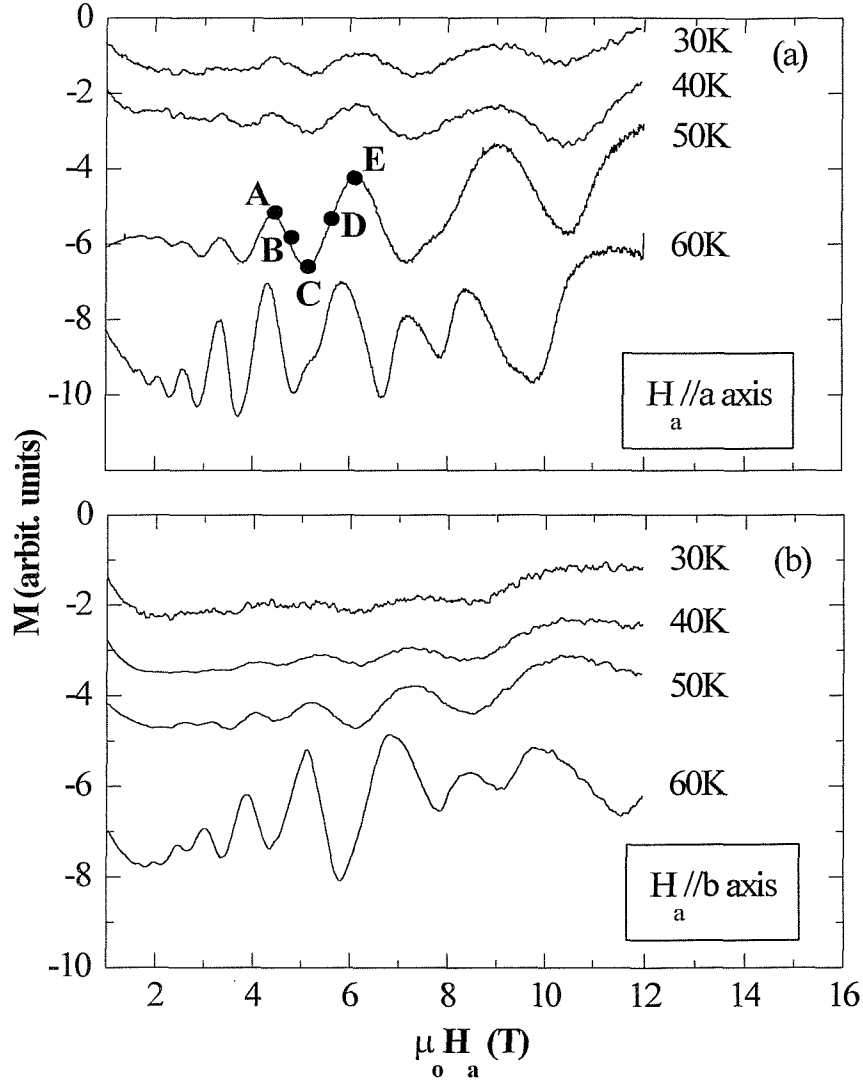 0
-2
-4
-6
-8
-10
(a)
30K
40K
50K
60K
A
B
C
D
E
H a //a axis
M (arbit. units)
0
-2
-4
-6
-8
-10
(b)
30K
40K
50K
60K
H a //b axis
2 4 6 8 10 12 14 16
μ o H a (T)